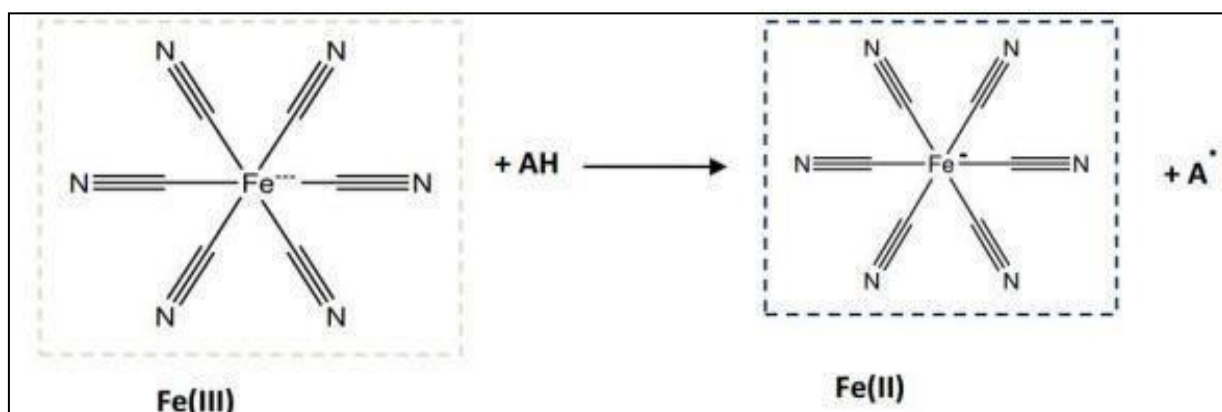 N N
N Fe--- N
N N
+ AH
Fe(III)
N N
N Fe- N
N N
+ A•
Fe(II)